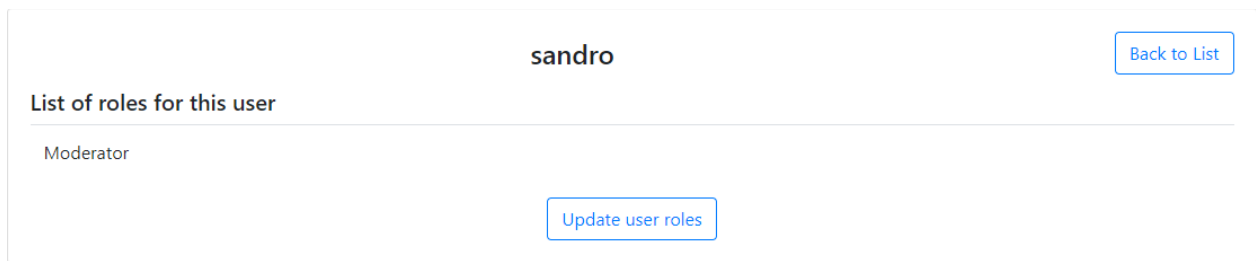 sandro
Back to List
List of roles for this user
Moderator
Update user roles